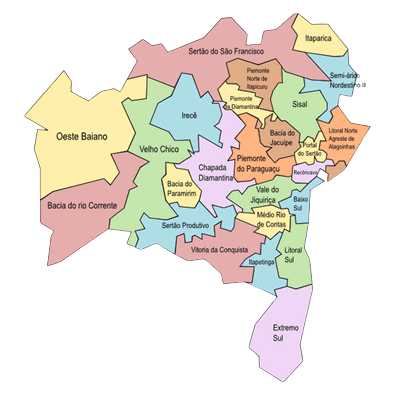 Itaparica
Sertão do São Francisco
Piemonte
Norte de
Itapicuru
Semi-árido
Nordestino II
Piemonte
da Diamantina
Sisal
Irecê
Oeste Baiano
Velho Chico
Bacia do
Jacuípe
Litoral Norte
Agreste de
Alagoinhas
Portal
do Sertão
Piemonte
do Paraguaçu
Chapada
Diamantina
Recôncavo
Bacia do
Paramirim
Vale do
Jiquiriça
Bacia do rio Corrente
Baixo
Sul
Médio Rio
de Contas
Sertão Produtivo
Vitoria da Conquista
Litoral
Sul
Itapetinga
Extremo
Sul